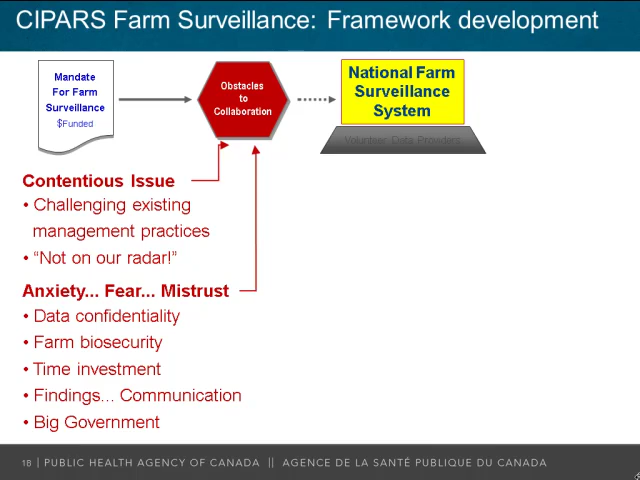 CIPARS Farm Surveillance: Framework development
Mandate
For Farm
Surveillance
$Funded
Obstacles
to
Collaboration
National Farm
Surveillance
System
Volunteer Data Providers
Contentious Issue
• Challenging existing
management practices
• “Not on our radar!”
Anxiety... Fear... Mistrust
• Data confidentiality
• Farm biosecurity
• Time investment
• Findings... Communication
• Big Government
18 | PUBLIC HEALTH AGENCY OF CANADA || AGENCE DE LA SANTÉ PUBLIQUE DU CANADA